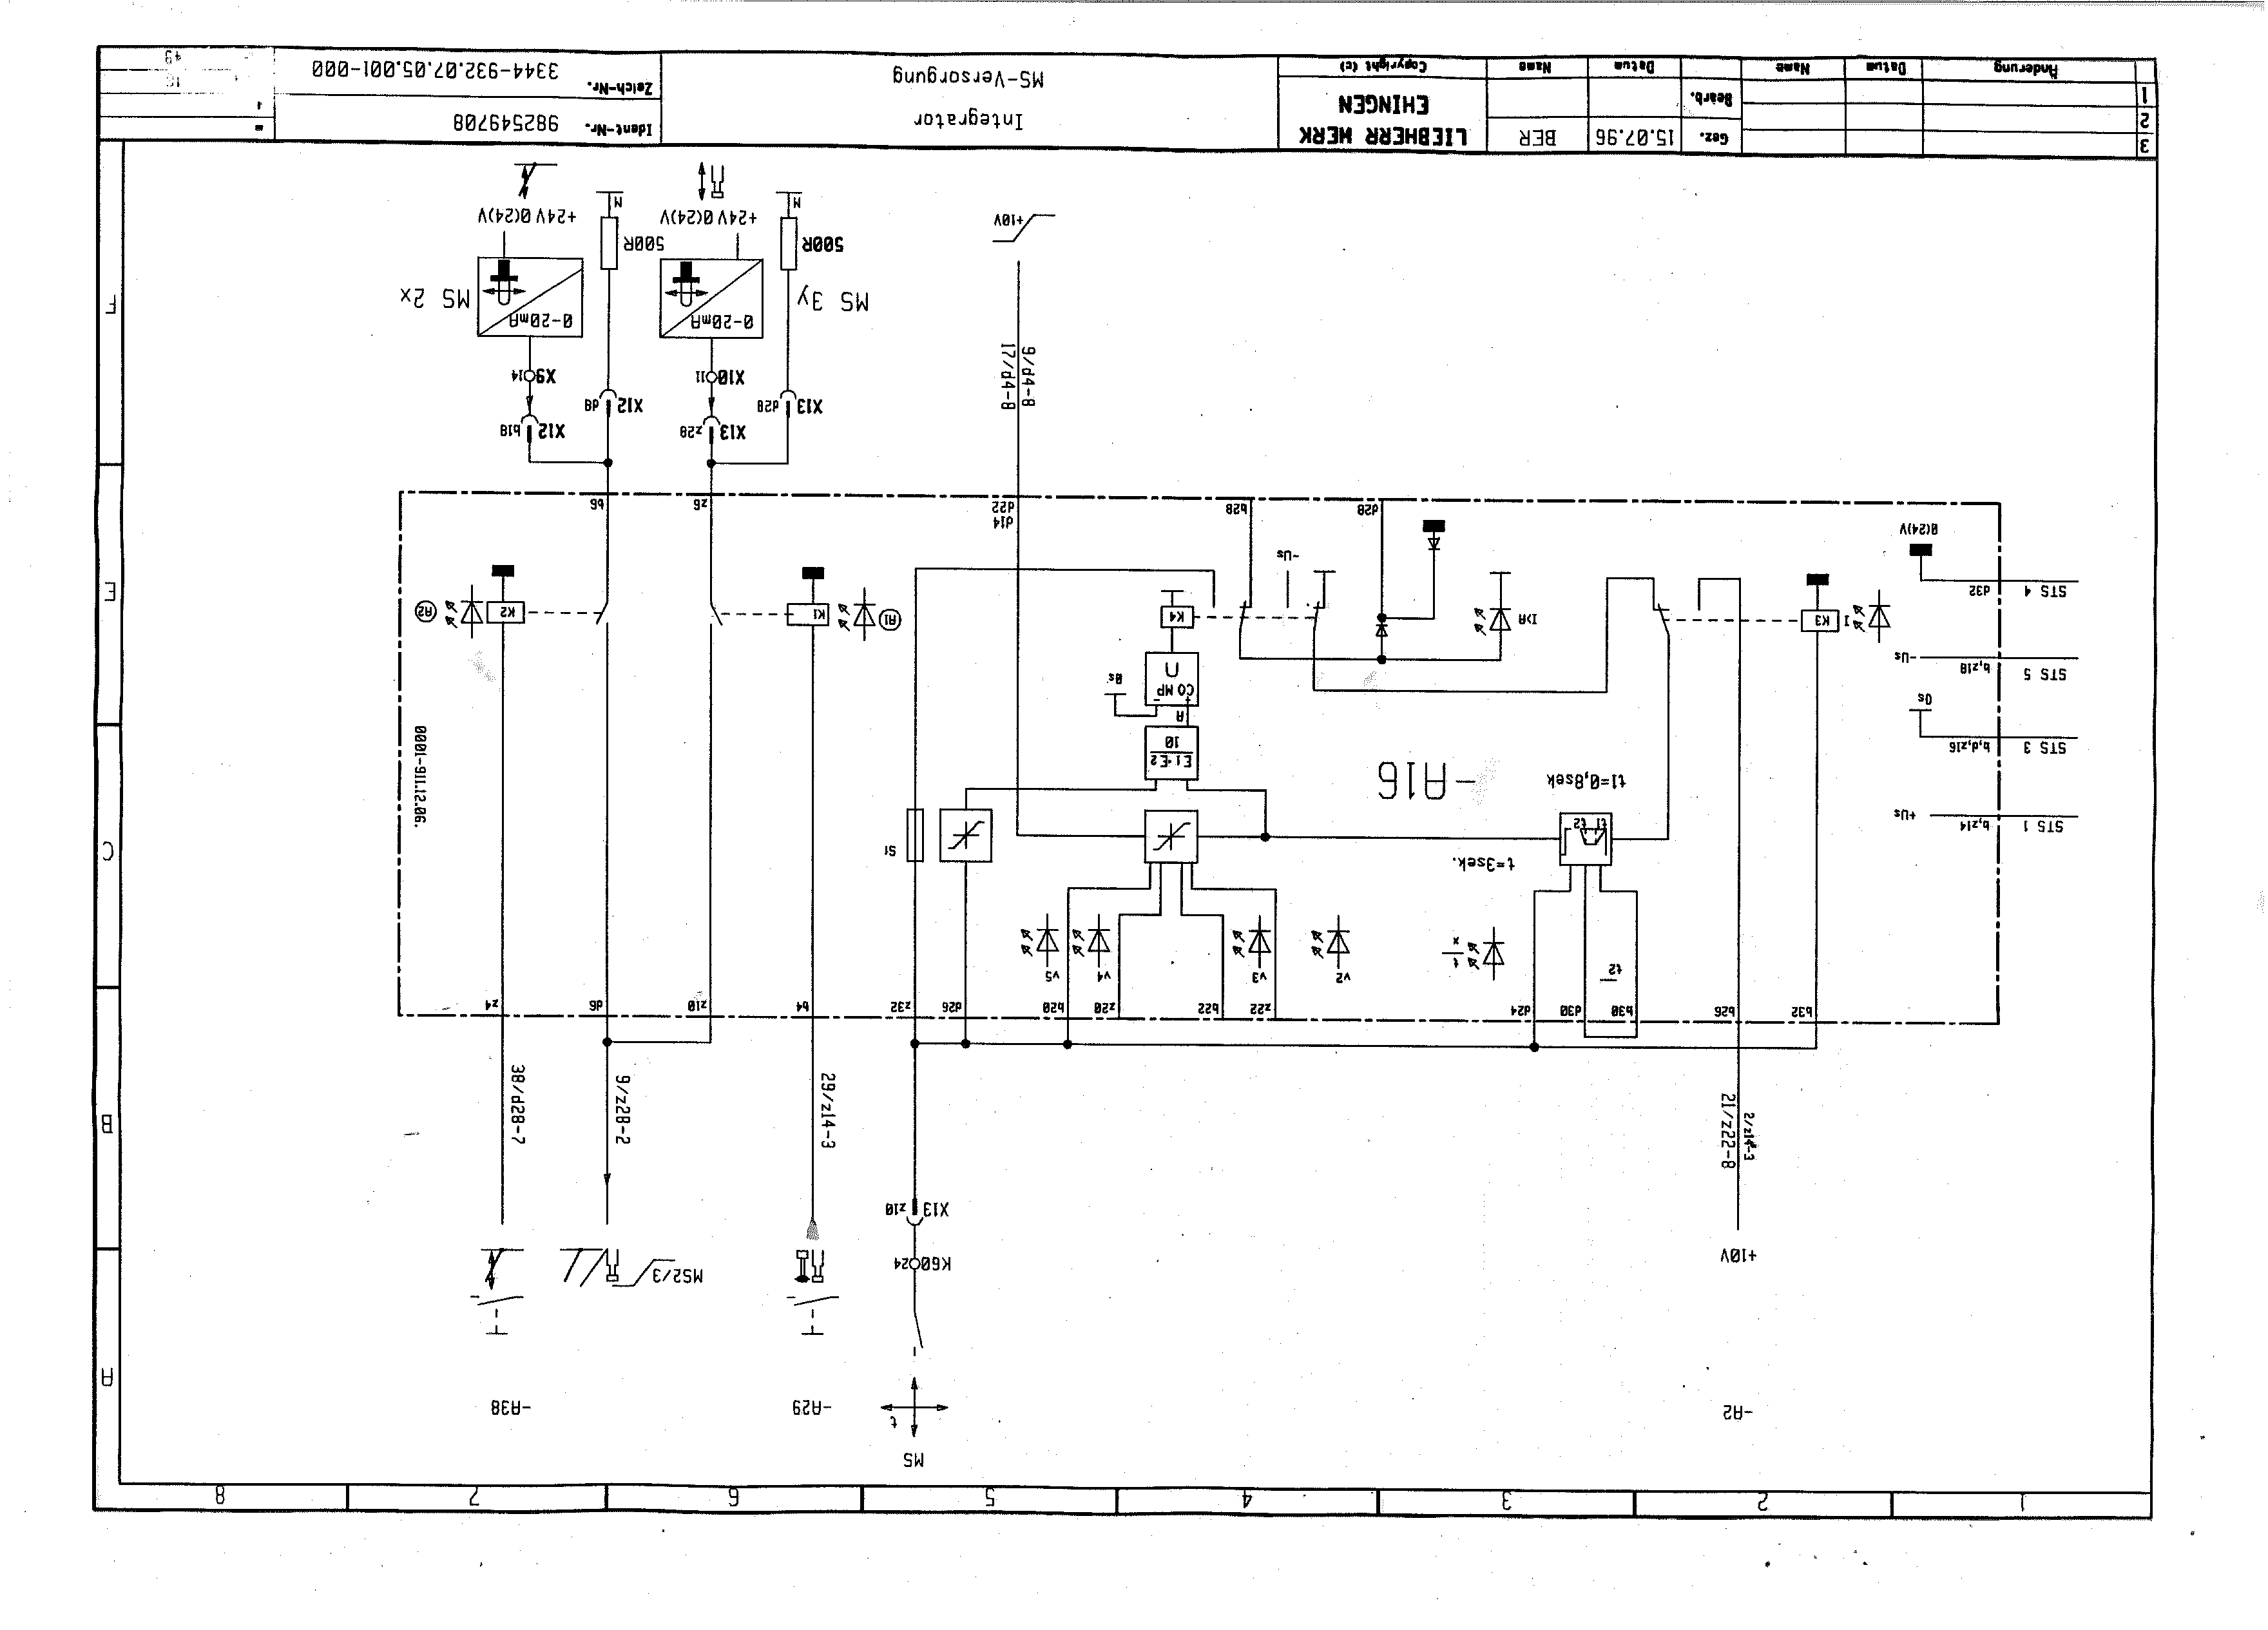 1 2 3 4 5 6 7 8
MS
-A2 t -A29 -A38
A
+10V K60 24 MS2/3
X13 z10
21/z22-8 2/z14-3 29/z14-3 9/z28-2 38/d28-7
B
b32 b26 b30 d30 d24 z22 b22 z20 b20 d26 z32 b4 z10 d6 z4
t2 t x v2 v3 v4 v5
t=3sek. S1
C
STS 1 b,z14 +Us
t1 t2
t1=0,8sek
-A16
E1·E2
10
0001-911.12.06.
STS 3 b,d,z16 0s
A
+ -
COMP
U
0s
STS 5 b,z18 -Us
K3 I I>A K4 A1 K1 K2 A2
E
STS 4 d32
0(24)V
-Us
d28 b28 d14
d22 z6 b6
X13 z28 X12 b18
X13 d28 X12 d8
9/d4-8
17/d4-8
X10 11 X9 14
MS 3y 0-20mA 0-20mA MS 2x
F
500R 500R
+10V +24V 0(24)V +24V 0(24)V
M M
3
2
1
Änderung Datum Name
Gez. 15.07.96 BER
Bearb.
Datum Name
LIEBHERR WERK
EHINGEN
Copyright (c)
Integrator
MS-Versorgung
Ident-Nr. 982549708
Zeich-Nr. 3344-932.07.05.001-000
=
+
49